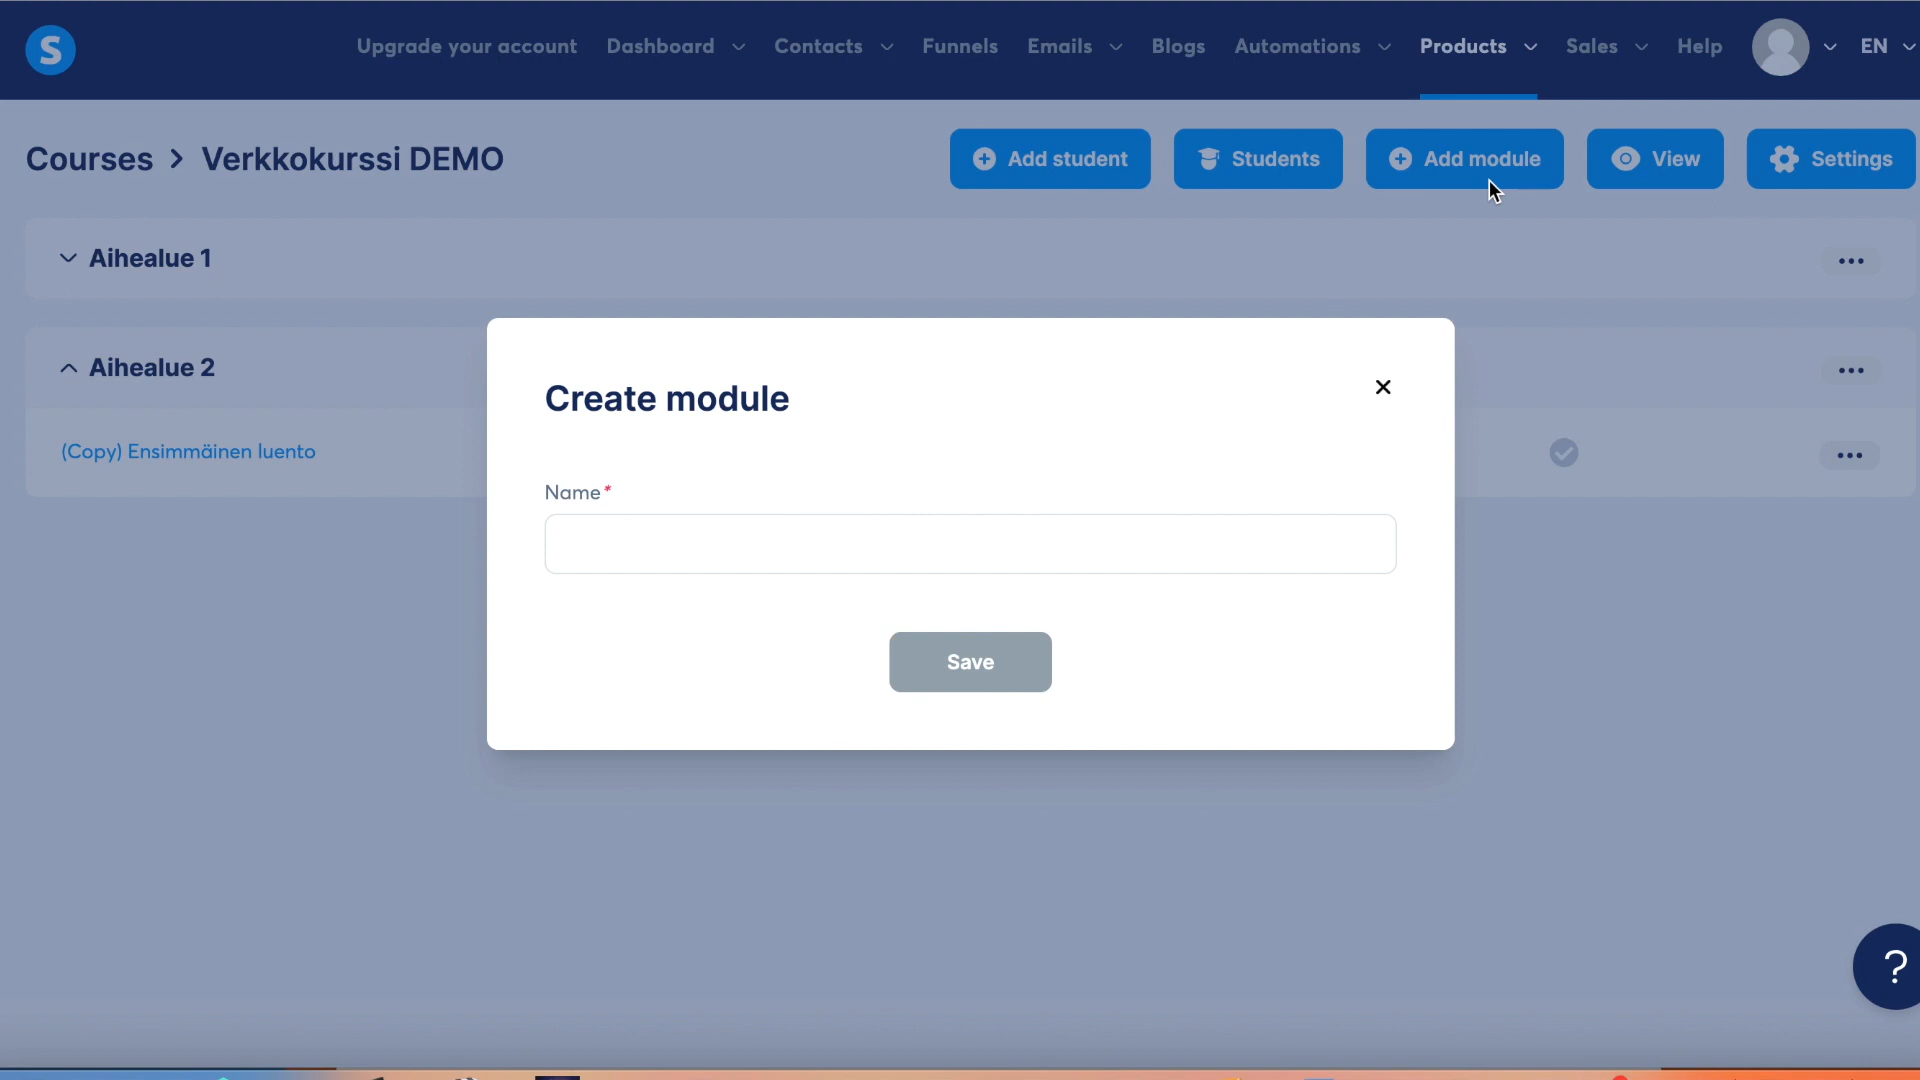 S Upgrade your account Dashboard Contacts Funnels Emails Blogs Automations Products Sales Help EN
Courses > Verkkokurssi DEMO Add student Students Add module View Settings
Aihealue 1
Aihealue 2
Create module
(Copy) Ensimmäinen luento
Name*
Save
?